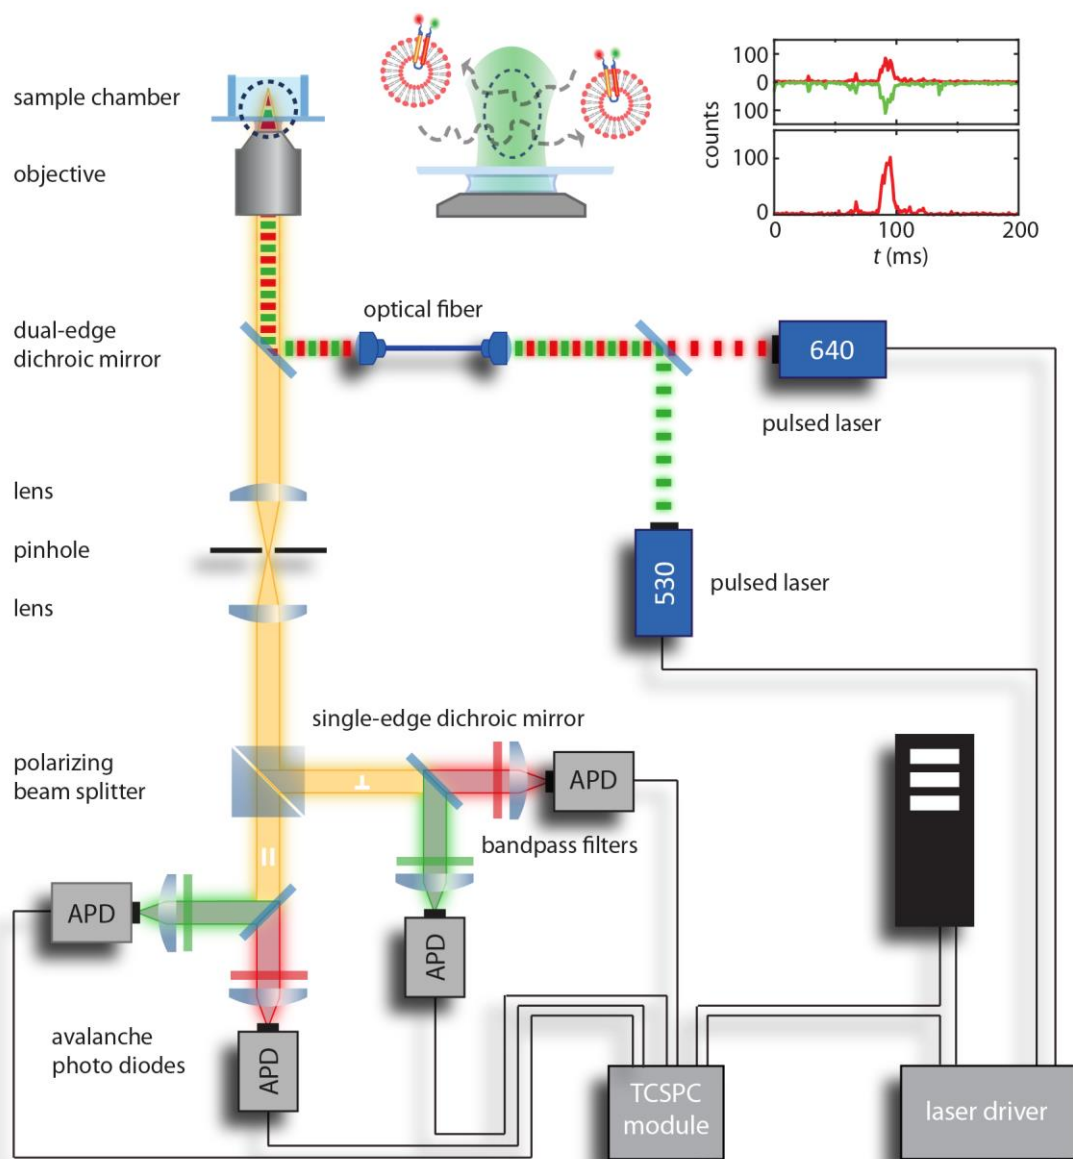 sample chamber
objective
dual-edge
dichroic mirror
lens
pinhole
lens
polarizing
beam splitter
avalanche
photo diodes
optical fiber
640
pulsed laser
530
pulsed laser
single-edge dichroic mirror
⊥
APD
bandpass filters
||
APD
APD
APD
TCSPC
module
laser driver
counts
100
0
100
100
0
0
100
200
t (ms)